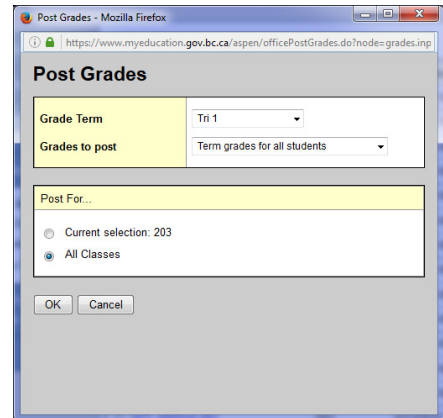 Post Grades - Mozilla Firefox
https://www.myeducation.gov.bc.ca/aspen/officePostGrades.do?node=grades.inp
Post Grades
Grade Term Tri 1
Grades to post Term grades for all students
Post For...
Current selection: 203
All Classes
OK Cancel